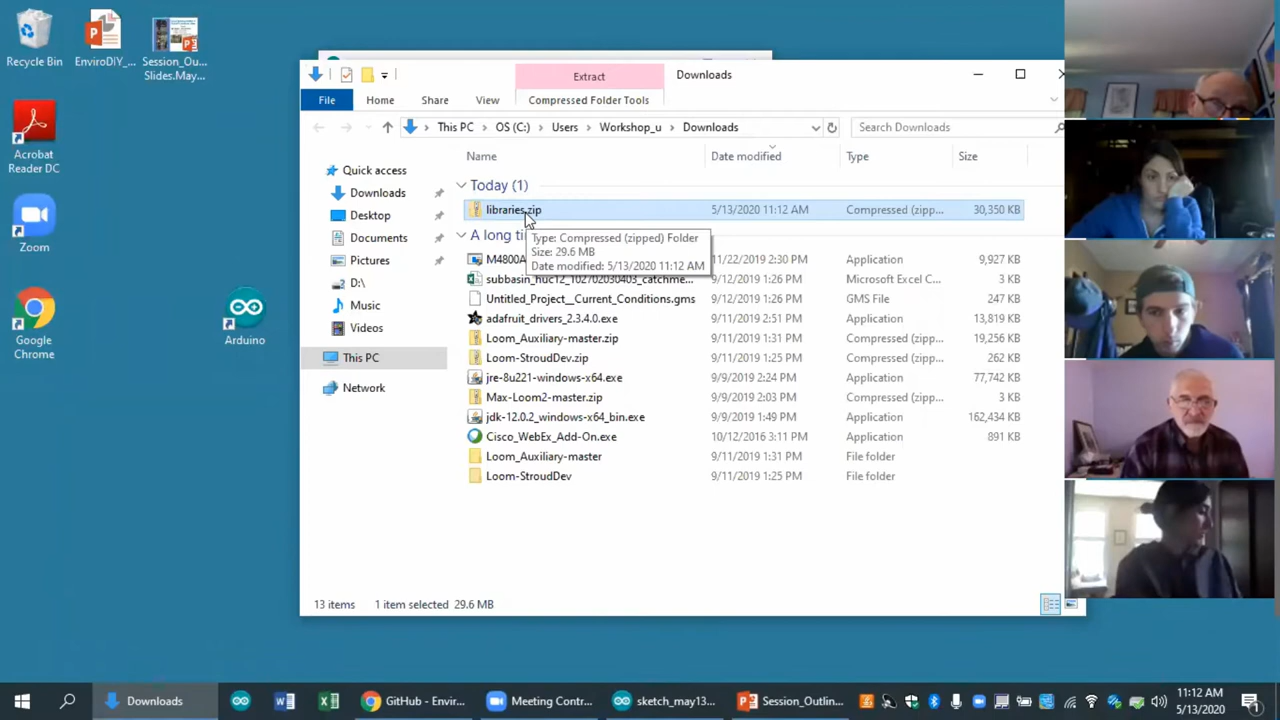 Recycle Bin
EnviroDIY_...
Session_Ou...
Slides.May...
Acrobat
Reader DC
Zoom
Google
Chrome
Arduino
Extract
Downloads
File
Home
Share
View
Compressed Folder Tools
This PC
OS (C:)
Users
Workshop_u
Downloads
Search Downloads
Quick access
Downloads
Desktop
Documents
Pictures
D:\
Music
Videos
This PC
Network
Name
Date modified
Type
Size
Today (1)
libraries.zip 5/13/2020 11:12 AM Compressed (zipp... 30,350 KB
A long ti
Type: Compressed (zipped) Folder
Size: 29.6 MB
Date modified: 5/13/2020 11:12 AM
M4800A 11/22/2019 2:30 PM Application 9,927 KB
subbasin_huc12_102702030403_catchme... 9/12/2019 1:26 PM Microsoft Excel C... 3 KB
Untitled_Project__Current_Conditions.gms 9/12/2019 1:26 PM GMS File 247 KB
adafruit_drivers_2.3.4.0.exe 9/11/2019 2:51 PM Application 13,819 KB
Loom_Auxiliary-master.zip 9/11/2019 1:31 PM Compressed (zipp... 19,256 KB
Loom-StroudDev.zip 9/11/2019 1:25 PM Compressed (zipp... 262 KB
jre-8u221-windows-x64.exe 9/9/2019 2:24 PM Application 77,742 KB
Max-Loom2-master.zip 9/9/2019 2:03 PM Compressed (zipp... 3 KB
jdk-12.0.2_windows-x64_bin.exe 9/9/2019 1:49 PM Application 162,434 KB
Cisco_WebEx_Add-On.exe 10/12/2016 3:11 PM Application 891 KB
Loom_Auxiliary-master 9/11/2019 1:31 PM File folder
Loom-StroudDev 9/11/2019 1:25 PM File folder
13 items 1 item selected 29.6 MB
Downloads
GitHub - Envir...
Meeting Contr...
sketch_may13...
Session_Outlin...
11:12 AM
5/13/2020